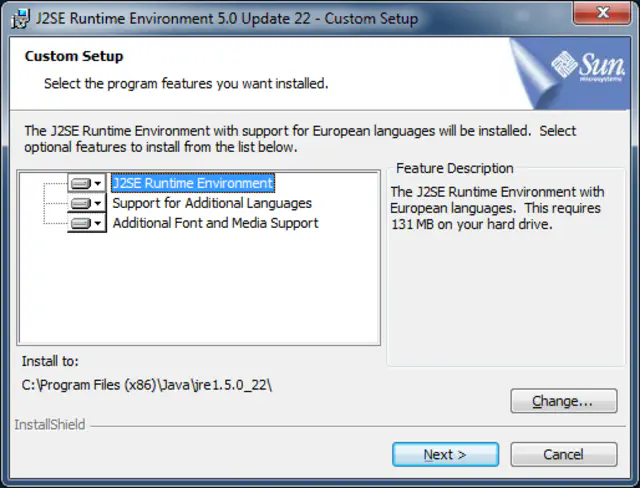 J2SE Runtime Environment 5.0 Update 22 - Custom Setup
Custom Setup
Select the program features you want installed.
Sun
microsystems
The J2SE Runtime Environment with support for European languages will be installed.  Select
optional features to install from the list below.
J2SE Runtime Environment
Support for Additional Languages
Additional Font and Media Support
Feature Description
The J2SE Runtime Environment with
European languages.  This requires
131 MB on your hard drive.
Install to:
C:\Program Files (x86)\Java\jre1.5.0_22\
Change...
InstallShield
Next >
Cancel